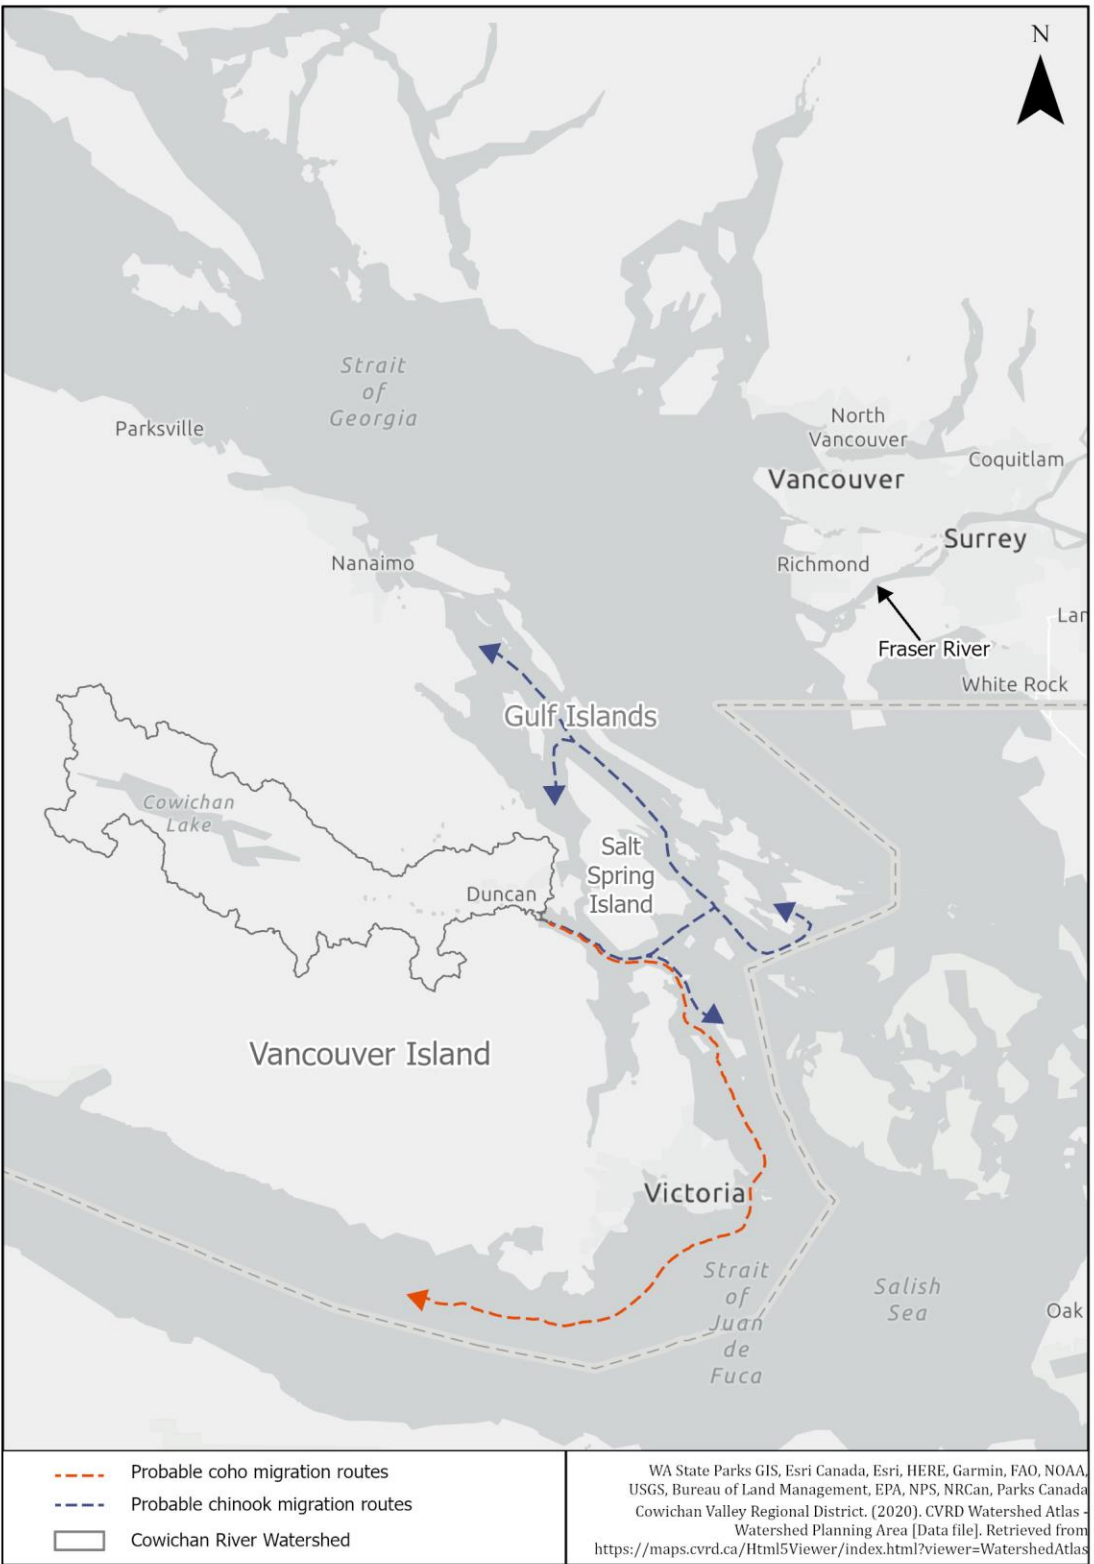 N
Strait
of
Georgia
Parksville
North
Vancouver
Coquitlam
Vancouver
Surrey
Nanaimo
Richmond
Lar
Fraser River
White Rock
Gulf Islands
Cowichan
Lake
Salt
Spring
Island
Duncan
Vancouver Island
Victoria
Strait
of
Juan
de
Fuca
Salish
Sea
Oak
Probable coho migration routes
Probable chinook migration routes
Cowichan River Watershed
WA State Parks GIS, Esri Canada, Esri, HERE, Garmin, FAO, NOAA,
USGS, Bureau of Land Management, EPA, NPS, NRCan, Parks Canada
Cowichan Valley Regional District. (2020). CVRD Watershed Atlas -
Watershed Planning Area [Data file]. Retrieved from
https://maps.cvrd.ca/Html5Viewer/index.html?viewer=WatershedAtlas